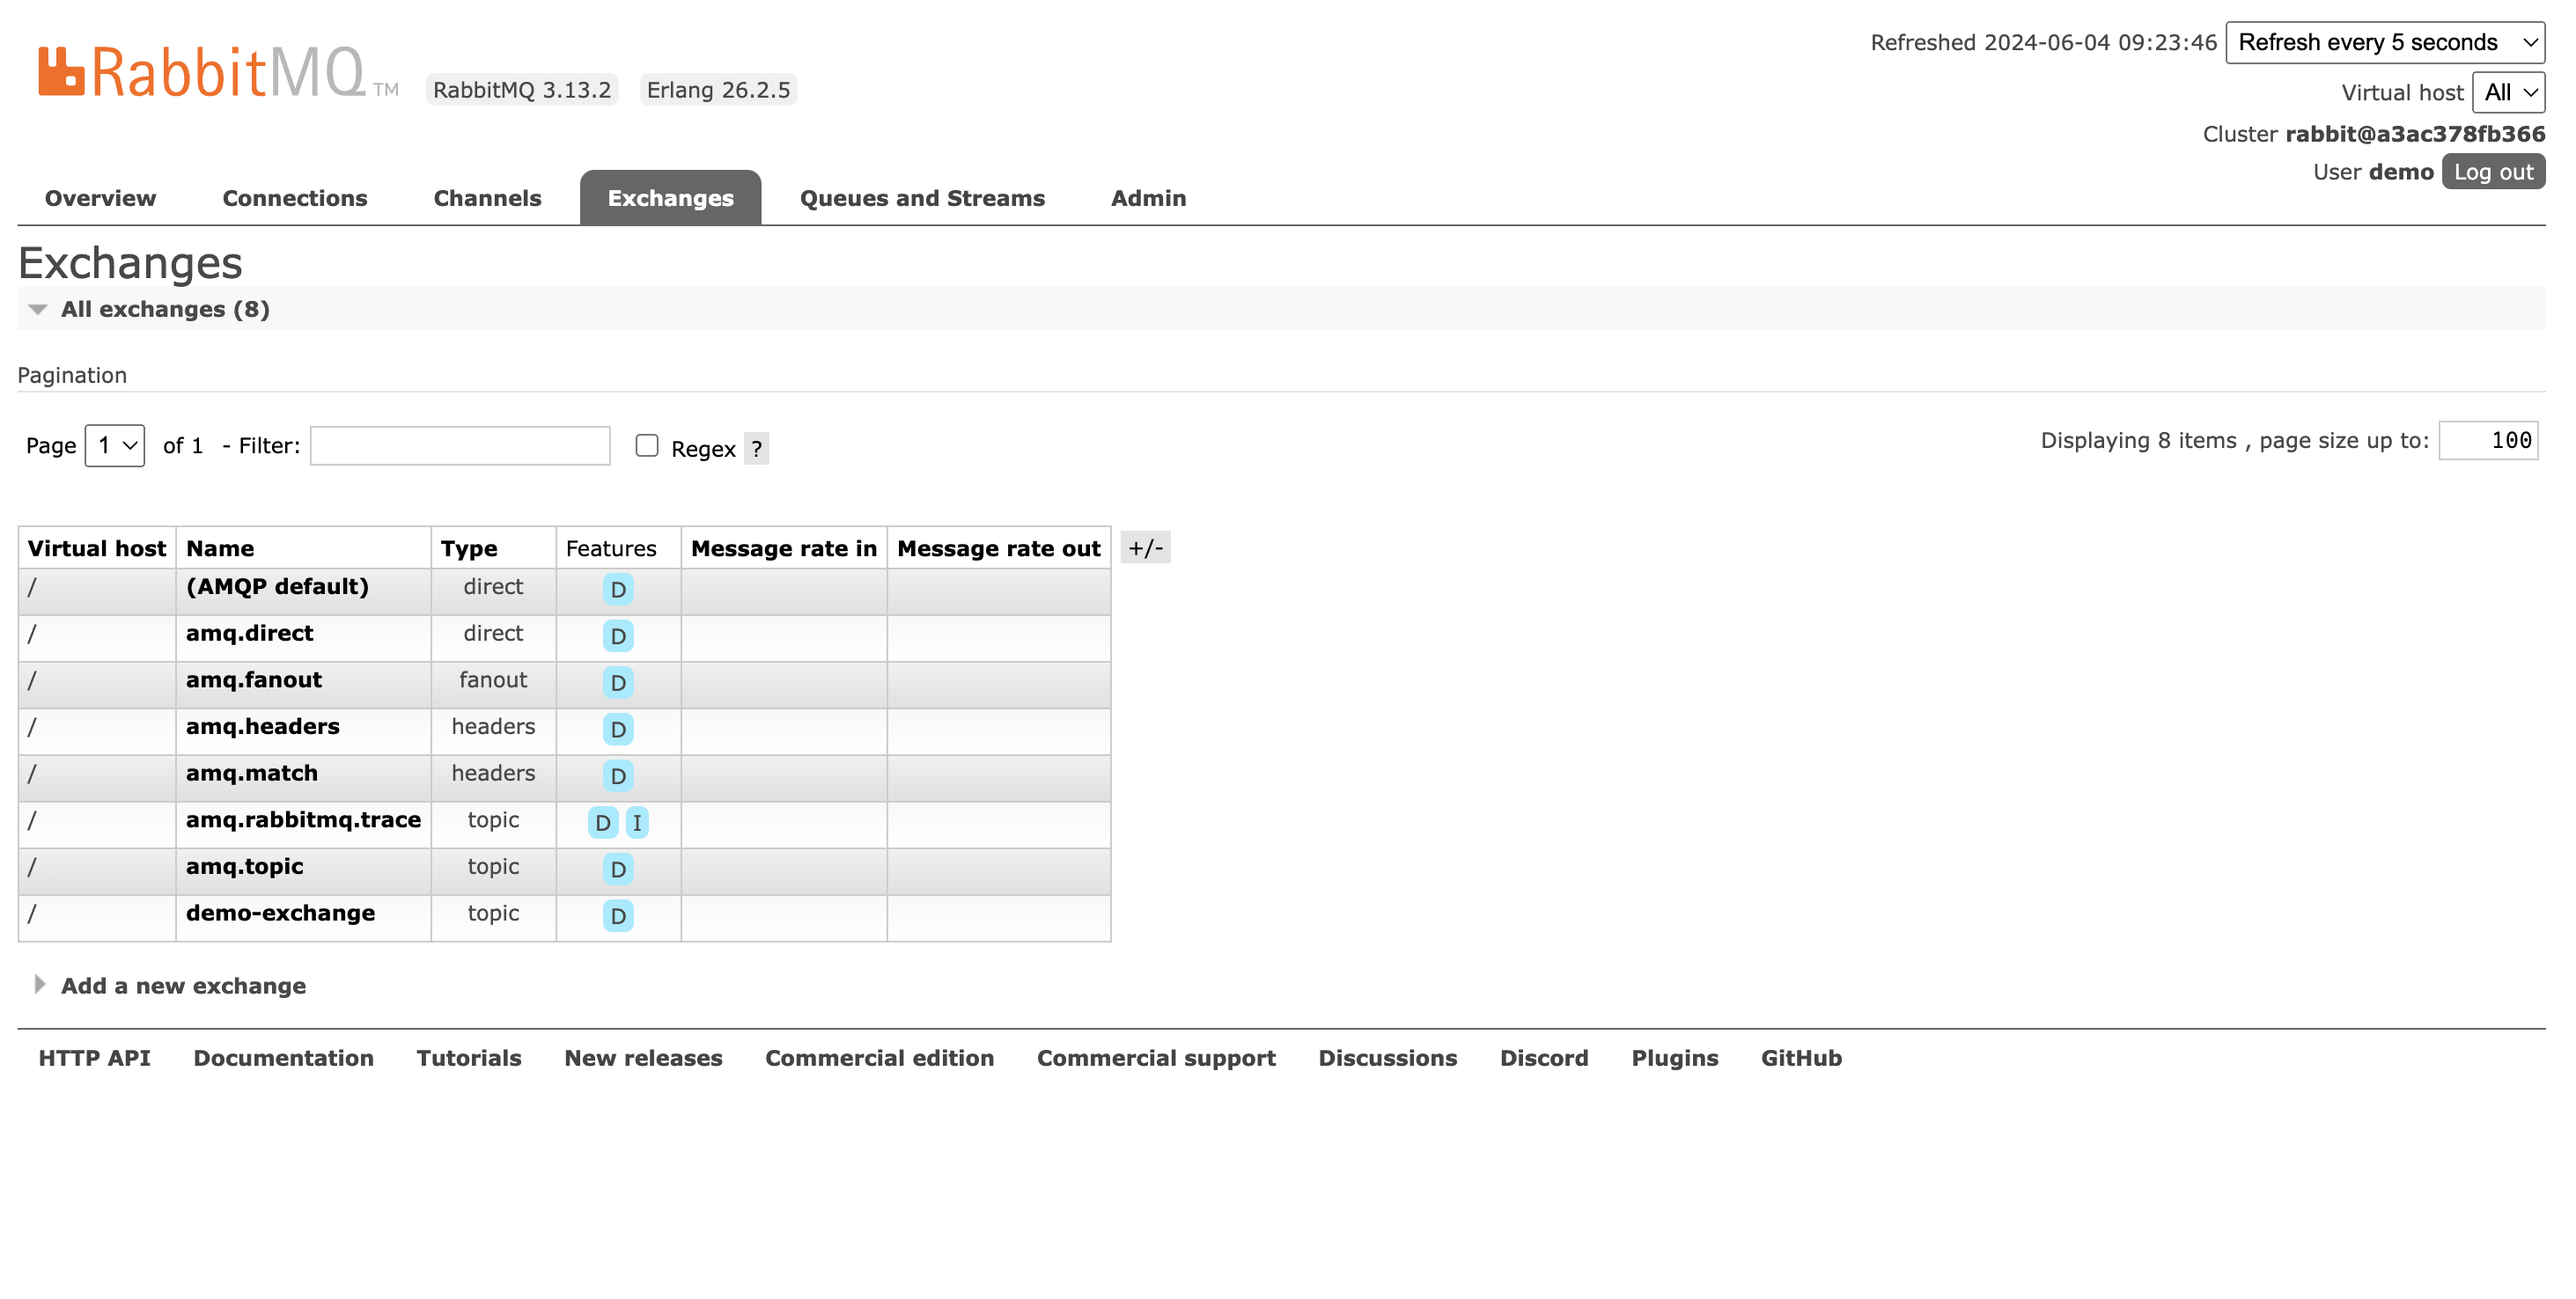 RabbitMQ TM RabbitMQ 3.13.2 Erlang 26.2.5
Refreshed 2024-06-04 09:23:46 Refresh every 5 seconds
Virtual host All
Cluster rabbit@a3ac378fb366
User demo Log out
Overview Connections Channels Exchanges Queues and Streams Admin
Exchanges
All exchanges (8)
Pagination
Page 1 of 1 - Filter: Regex ? Displaying 8 items , page size up to: 100
Virtual host Name Type Features Message rate in Message rate out +/-
/ (AMQP default) direct D
/ amq.direct direct D
/ amq.fanout fanout D
/ amq.headers headers D
/ amq.match headers D
/ amq.rabbitmq.trace topic D I
/ amq.topic topic D
/ demo-exchange topic D
Add a new exchange
HTTP API Documentation Tutorials New releases Commercial edition Commercial support Discussions Discord Plugins GitHub